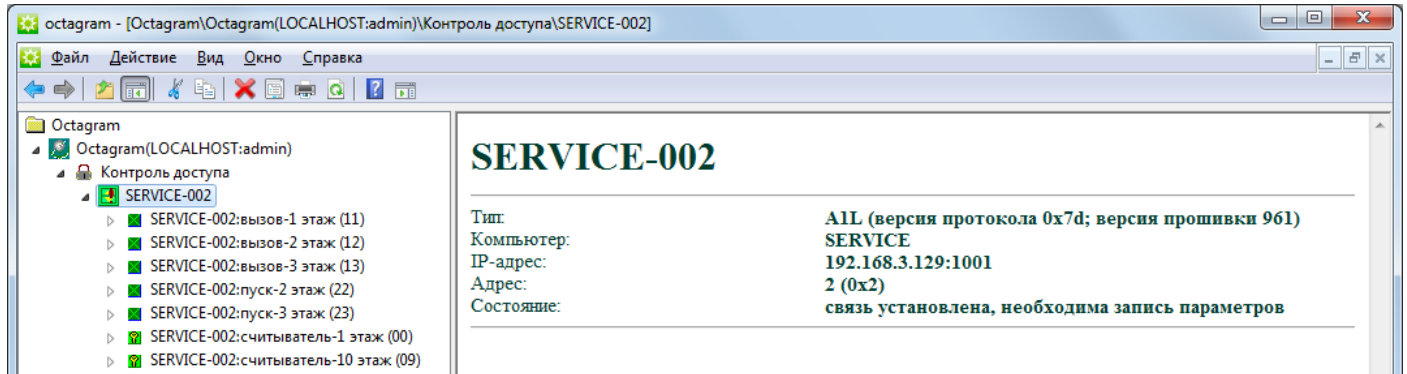 octagram - [Octagram\Octagram(LOCALHOST:admin)\Контроль доступа\SERVICE-002]
Файл Действие Вид Окно Справка
Octagram
Octagram(LOCALHOST:admin)
Контроль доступа
SERVICE-002
SERVICE-002:вызов-1 этаж (11)
SERVICE-002:вызов-2 этаж (12)
SERVICE-002:вызов-3 этаж (13)
SERVICE-002:пуск-2 этаж (22)
SERVICE-002:пуск-3 этаж (23)
SERVICE-002:считыватель-1 этаж (00)
SERVICE-002:считыватель-10 этаж (09)
SERVICE-002
Тип: A1L (версия протокола 0x7d; версия прошивки 961)
Компьютер: SERVICE
IP-адрес: 192.168.3.129:1001
Адрес: 2 (0x2)
Состояние: связь установлена, необходима запись параметров